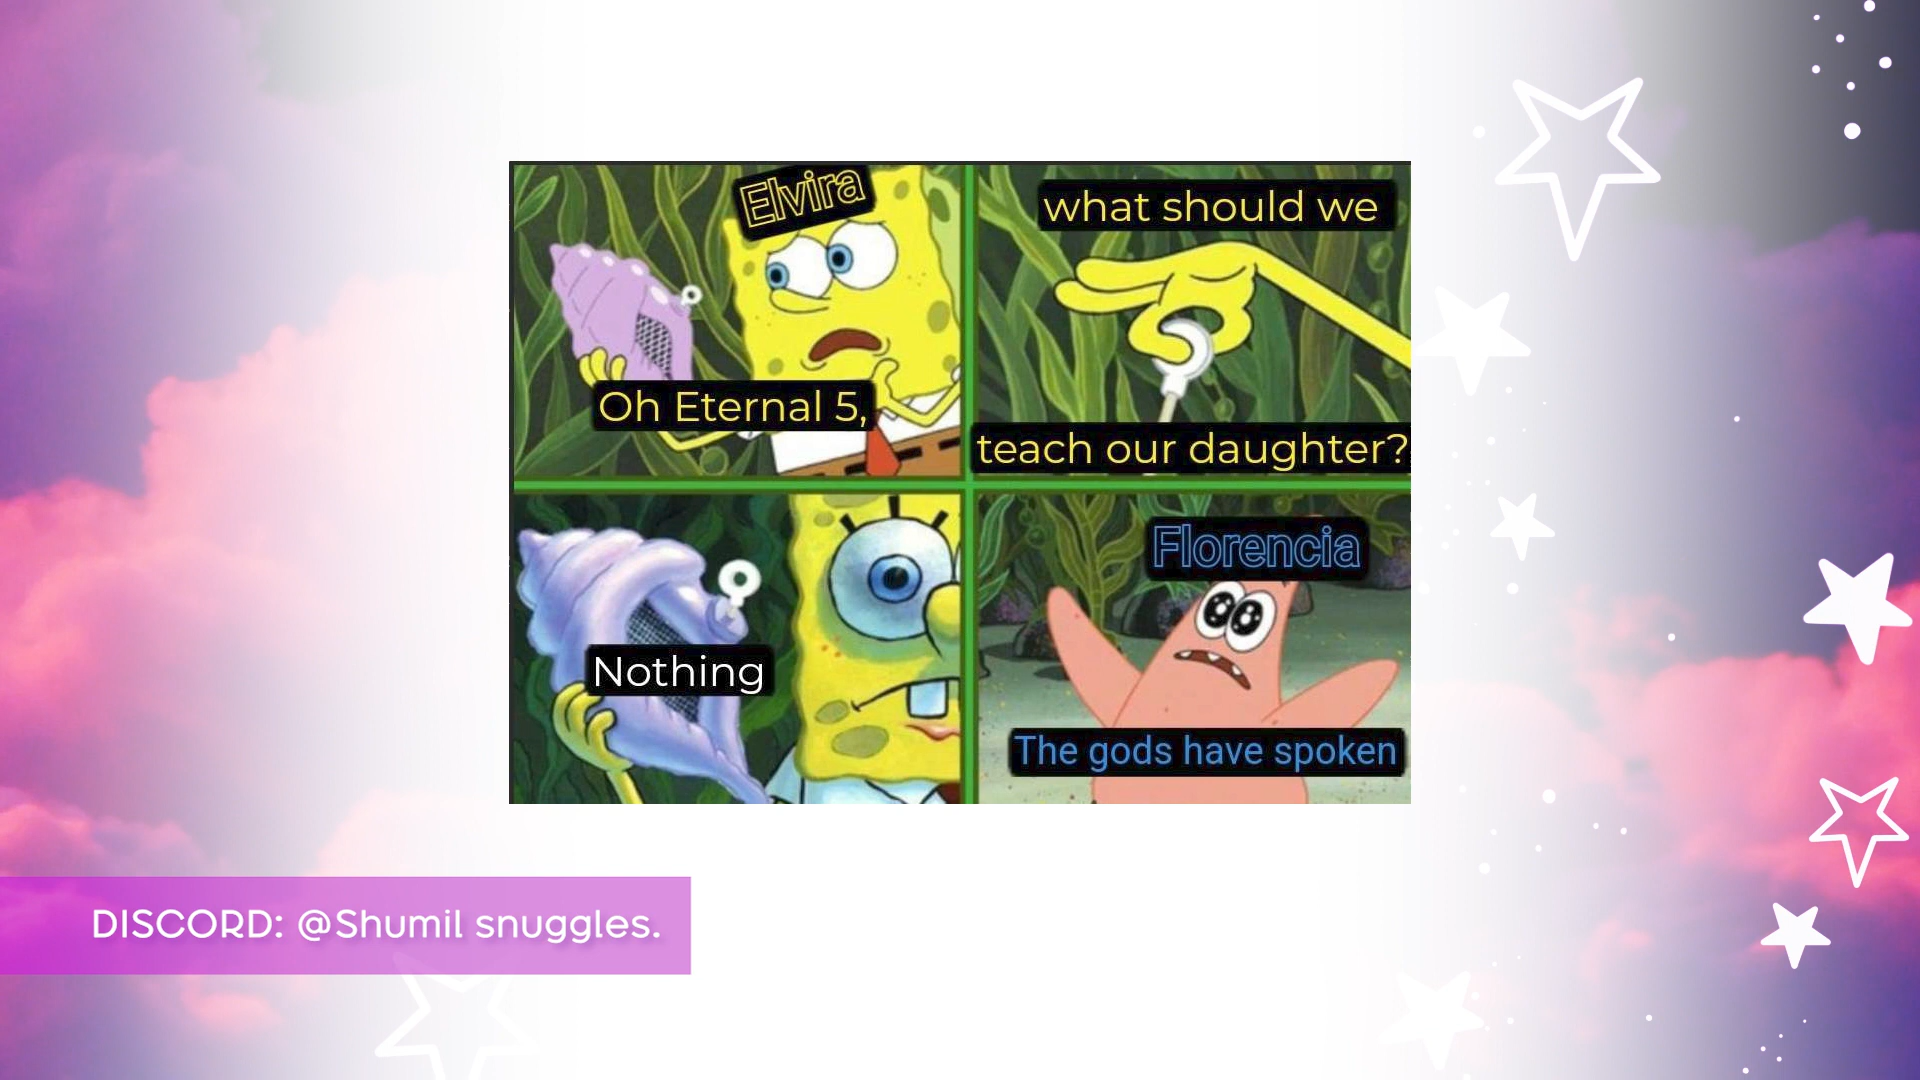 Elvira
Oh Eternal 5,
what should we
teach our daughter?
Nothing
Florencia
The gods have spoken
DISCORD: @Shumil snuggles.